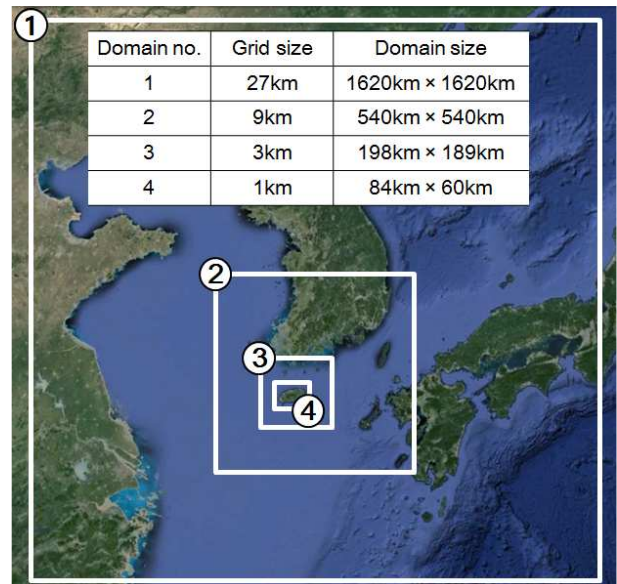 1
Domain no. Grid size Domain size
1 27km 1620km × 1620km
2 9km 540km × 540km
3 3km 198km × 189km
4 1km 84km × 60km
2
3
4